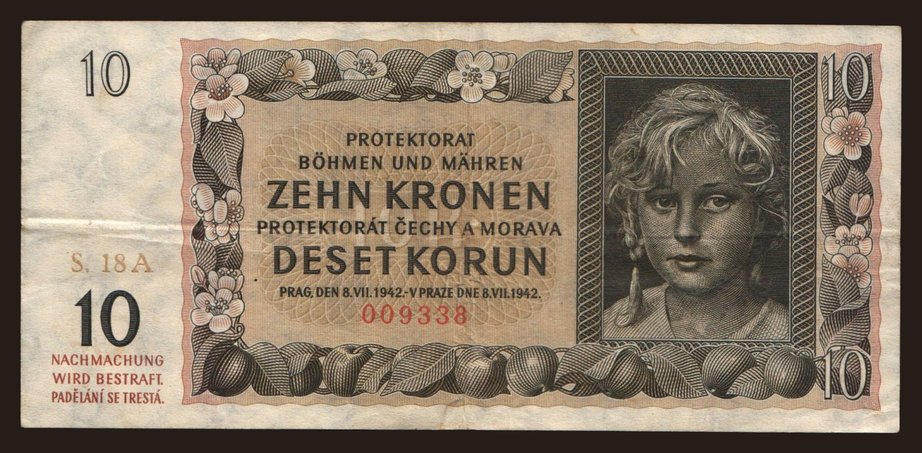 10
10
PROTEKTORAT
BÖHMEN UND MÄHREN
ZEHN KRONEN
PROTEKTORÁT ČECHY A MORAVA
DESET KORUN
PRAG, DEN 8.VII.1942.-V PRAZE DNE 8.VII.1942.
009338
S. 18A
10
NACHMACHUNG
WIRD BESTRAFT.
PADĚLÁNÍ SE TRESTÁ.
10